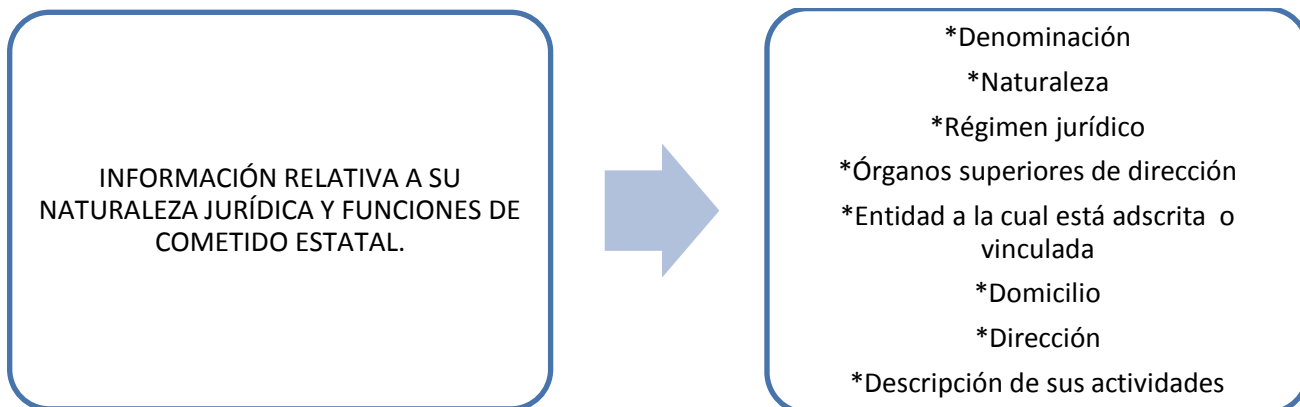 INFORMACIÓN RELATIVA A SU
NATURALEZA JURÍDICA Y FUNCIONES DE
COMETIDO ESTATAL.
*Denominación
*Naturaleza
*Régimen jurídico
*Órganos superiores de dirección
*Entidad a la cual está adscrita o
vinculada
*Domicilio
*Dirección
*Descripción de sus actividades